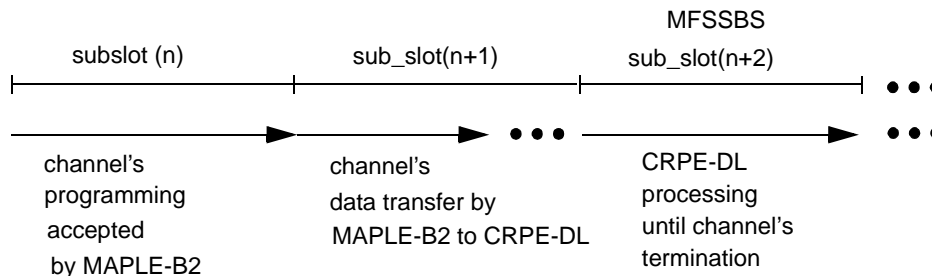 MFSSBS
subslot (n)
sub_slot(n+1)
sub_slot(n+2)
channel's
programming
accepted
by MAPLE-B2
channel's
data transfer by
MAPLE-B2 to CRPE-DL
CRPE-DL
processing
until channel's
termination